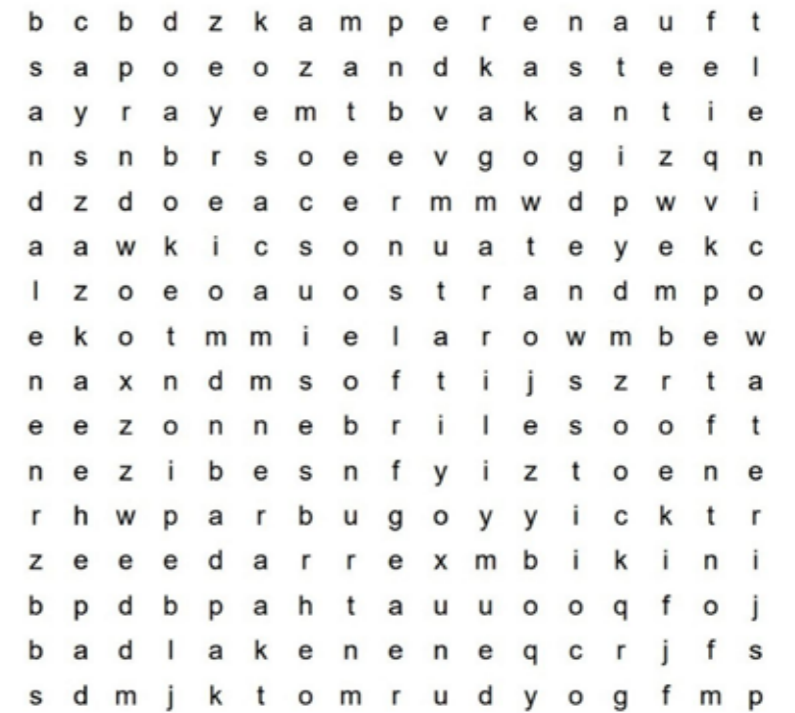 b c b d z k a m p e r e n a u f t
s a p o e o z a n d k a s t e e l
a y r a y e m t b v a k a n t i e
n s n b r s o e e v g o g i z q n
d z d o e a c e r m m w d p w v i
a a w k i c s o n u a t e y e k c
l z o e o a u o s t r a n d m p o
e k o t m m i e l a r o w m b e w
n a x n d m s o f t i j s z r t a
e e z o n n e b r i l e s o o f t
n e z i b e s n f y i z t o e n e
r h w p a r b u g o y y i c k t r
z e e e d a r r e x m b i k i n i
b p d b p a h t a u u o o q f o j
b a d l a k e n e n e q c r j f s
s d m j k t o m r u d y o g f m p